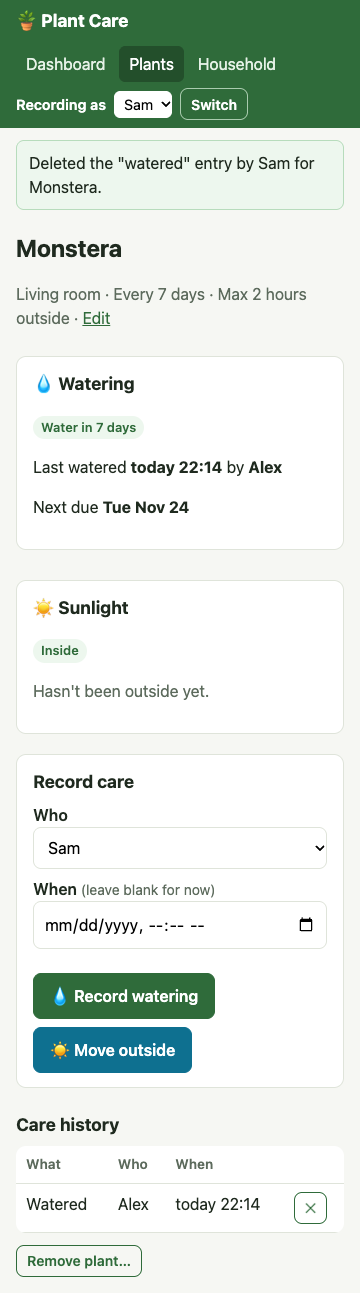 🪴 Plant Care
Dashboard Plants Household
Recording as Sam Switch
Deleted the "watered" entry by Sam for
Monstera.
Monstera
Living room · Every 7 days · Max 2 hours
outside · Edit
💧 Watering
Water in 7 days
Last watered today 22:14 by Alex
Next due Tue Nov 24
☀️ Sunlight
Inside
Hasn't been outside yet.
Record care
Who
Sam
When (leave blank for now)
mm/dd/yyyy, --:-- --
💧 Record watering
☀️ Move outside
Care history
What Who When
Watered Alex today 22:14 ×
Remove plant...